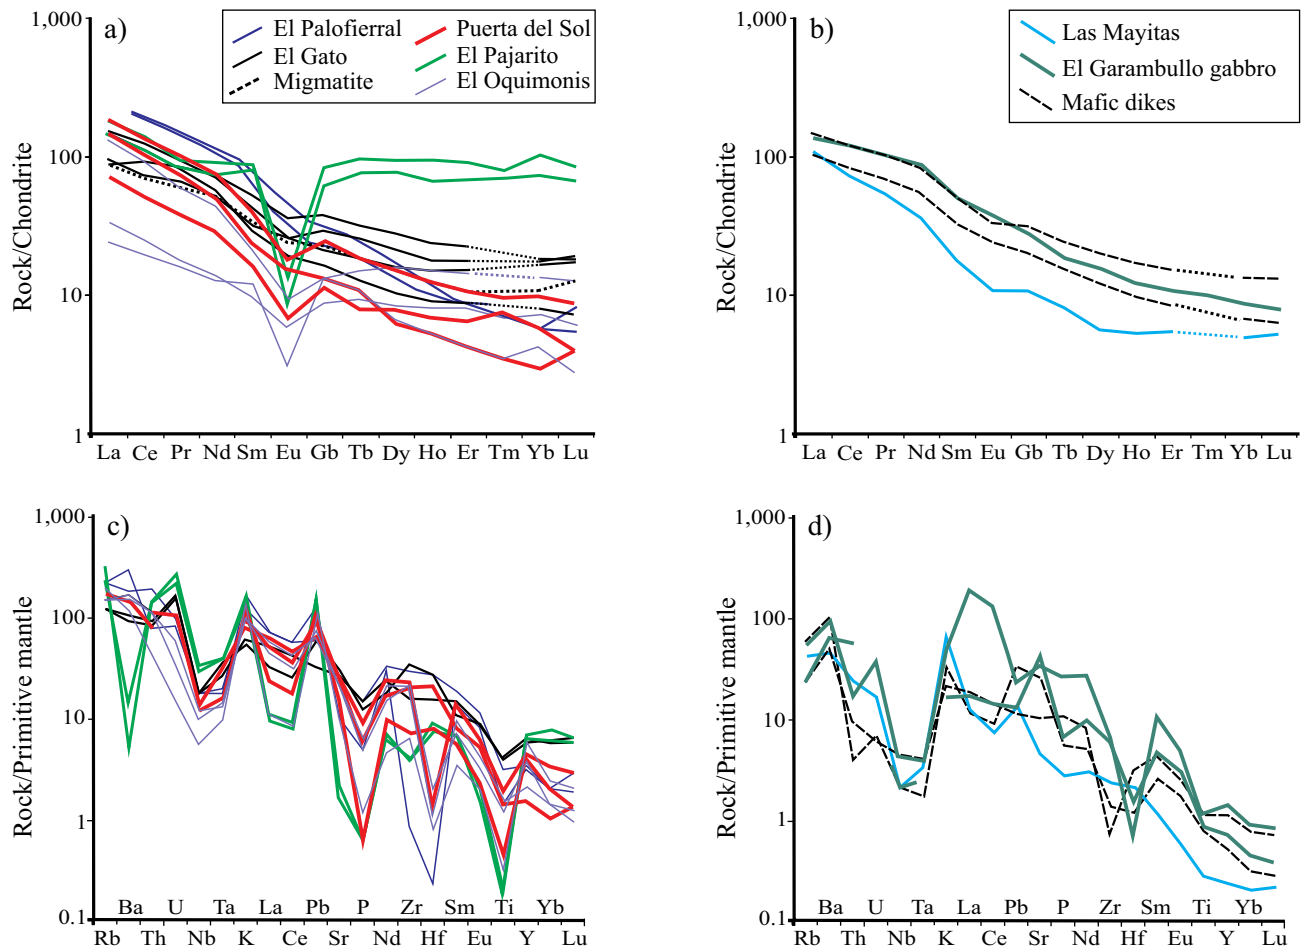 a)
El Palofierral
Puerta del Sol
El Gato
El Pajarito
Migmatite
El Oquimonis
1,000
100
10
1
Rock/Chondrite
La Ce Pr Nd Sm Eu Gb Tb Dy Ho Er Tm Yb Lu
b)
Las Mayitas
El Garambullo gabbro
Mafic dikes
1,000
100
10
1
Rock/Chondrite
La Ce Pr Nd Sm Eu Gb Tb Dy Ho Er Tm Yb Lu
c)
1,000
100
10
1
0.1
Rock/Primitive mantle
Ba U Ta La Pb P Zr Sm Ti Yb
Rb Th Nb K Ce Sr Nd Hf Eu Y Lu
d)
1,000
100
10
1
0.1
Rock/Primitive mantle
Ba U Ta La Pb P Zr Sm Ti Yb
Rb Th Nb K Ce Sr Nd Hf Eu Y Lu